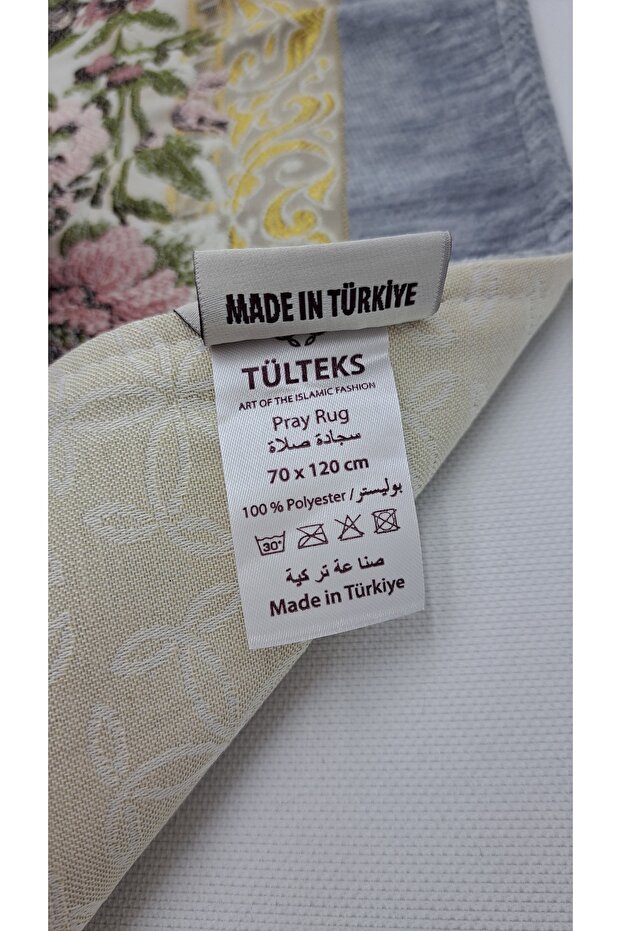 MADE IN TÜRKİYE
TÜLTEKS
ART OF THE ISLAMIC FASHION
Pray Rug
سجادة صلاة
70 x 120 cm
100 % Polyester / بوليستر
30°
صناعة تركية
Made in Türkiye